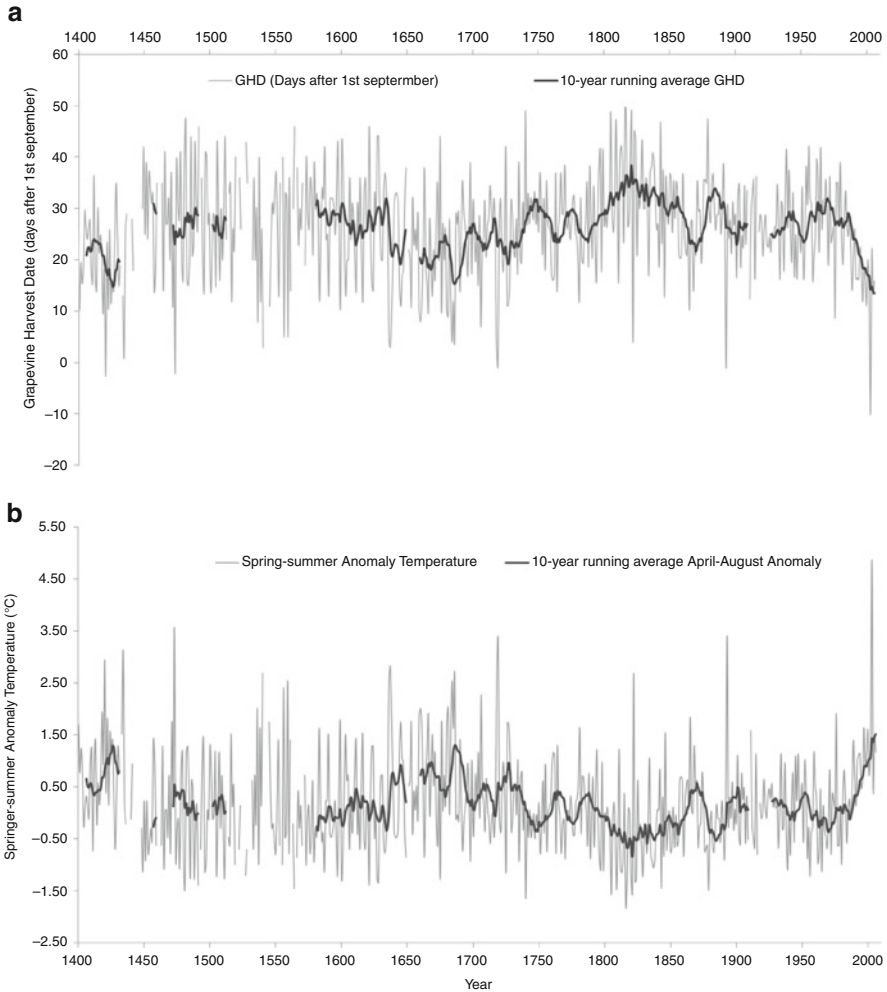 a
1400 1450 1500 1550 1600 1650 1700 1750 1800 1850 1900 1950 2000
60
GHD (Days after 1st septermber) 10-year running average GHD
50
40
30
20
10
0
−10
−20
Grapevine Harvest Date (days after 1st september)
b
5.50
Spring-summer Anomaly Temperature 10-year running average April-August Anomaly
4.50
3.50
2.50
1.50
0.50
−0.50
−1.50
−2.50
Springer-summer Anomaly Temperature (°C)
1400 1450 1500 1550 1600 1650 1700 1750 1800 1850 1900 1950 2000
Year